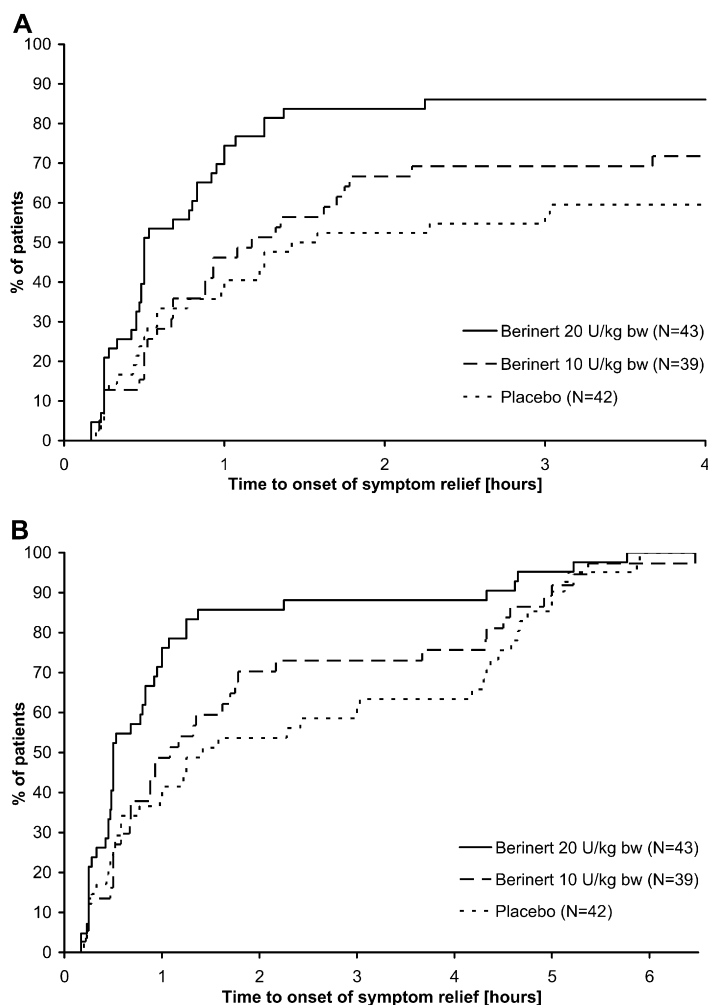 A
100
90
80
70
60
50
40
30
20
10
0
% of patients
Berinert 20 U/kg bw (N=43)
Berinert 10 U/kg bw (N=39)
Placebo (N=42)
0 1 2 3 4
Time to onset of symptom relief [hours]
B
100
90
80
70
60
50
40
30
20
10
0
% of patients
Berinert 20 U/kg bw (N=43)
Berinert 10 U/kg bw (N=39)
Placebo (N=42)
0 1 2 3 4 5 6
Time to onset of symptom relief [hours]